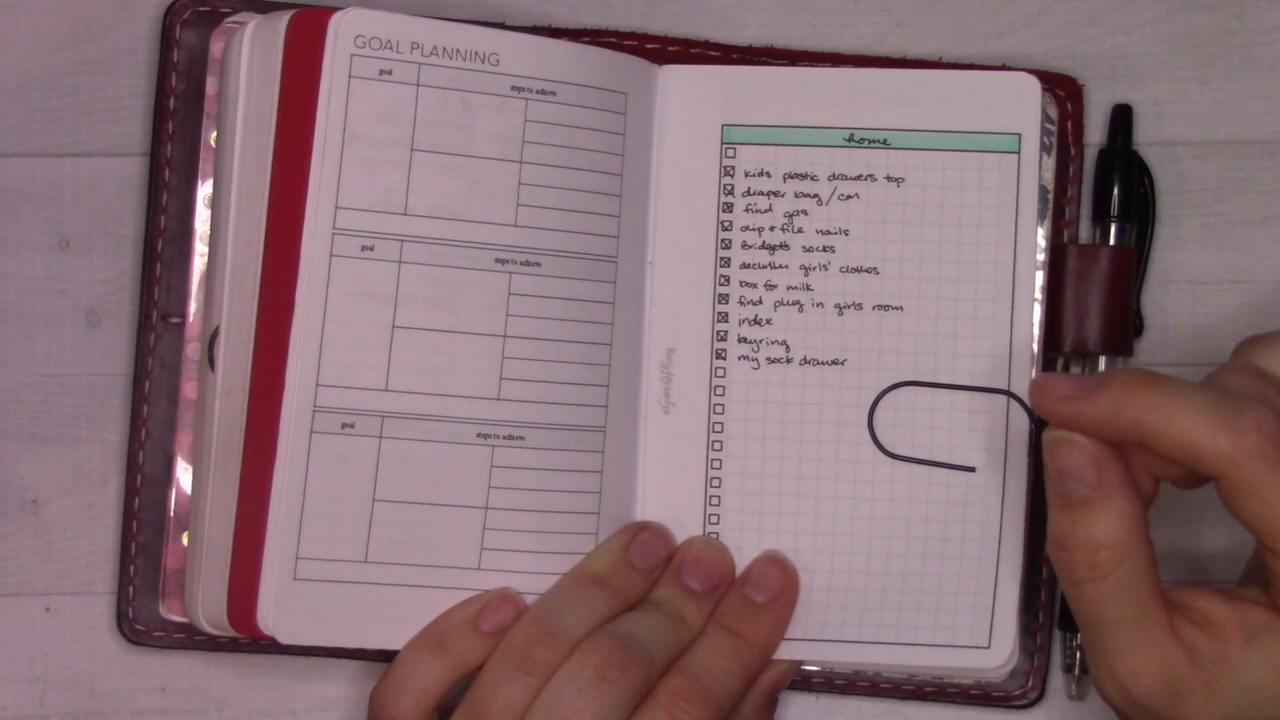 GOAL PLANNING
goal
steps to achieve
goal
steps to achieve
goal
steps to achieve
home
kids plastic drawers top
diaper bag / car
find gas
clip + file nails
Bridget's socks
declutter girls' clothes
box for milk
find plug in girls room
index
keyring
my sock drawer